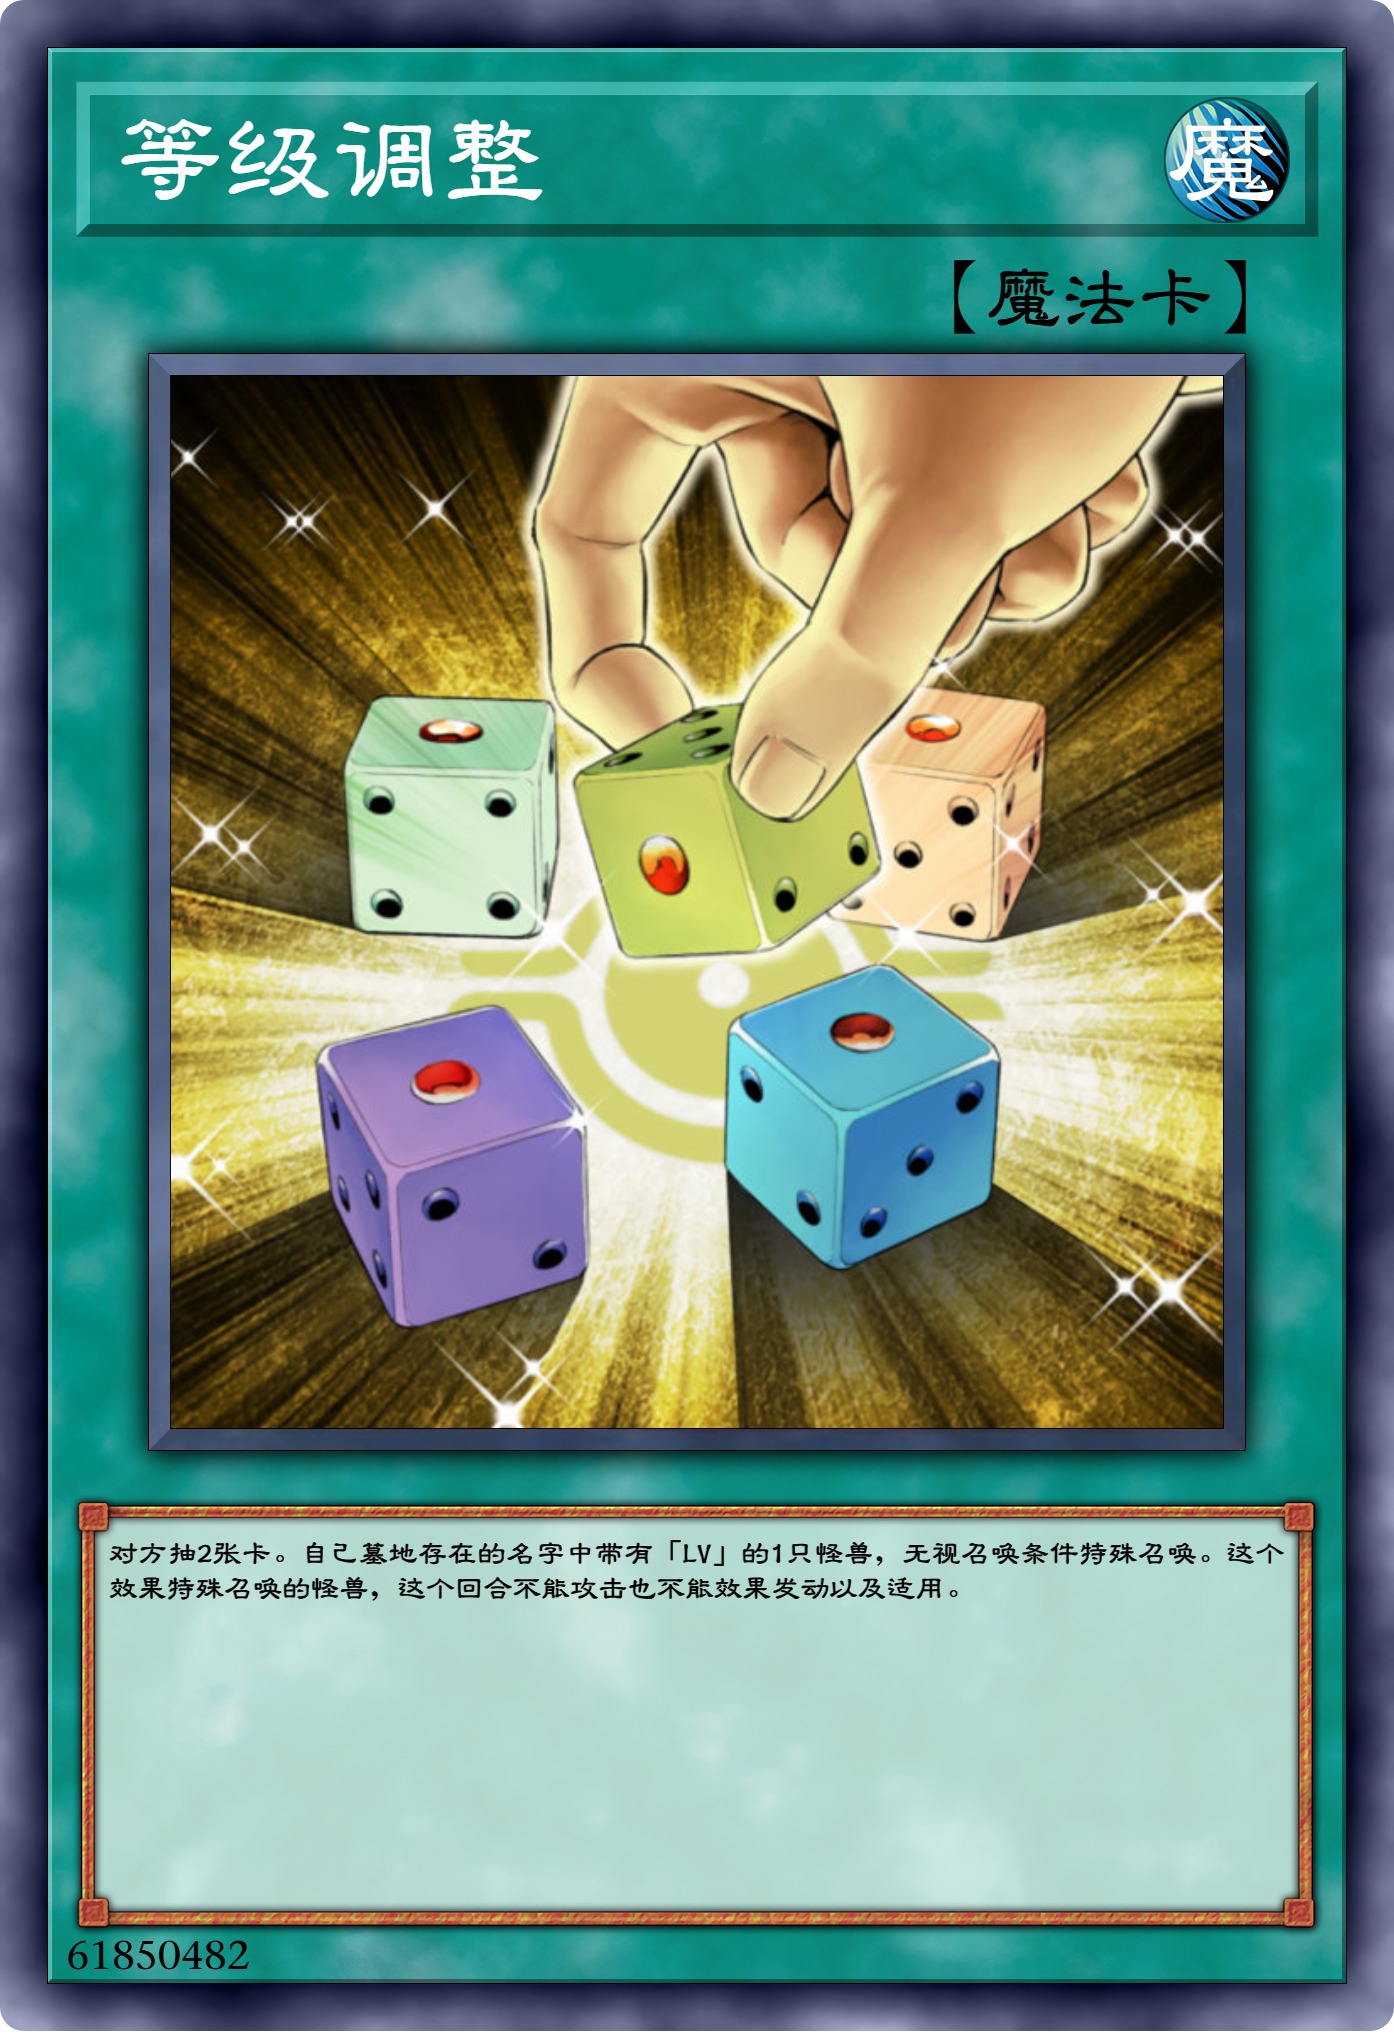 等级调整
魔
【魔法卡】
对方抽2张卡。自己墓地存在的名字中带有「LV」的1只怪兽，无视召唤条件特殊召唤。这个
效果特殊召唤的怪兽，这个回合不能攻击也不能效果发动以及适用。
61850482